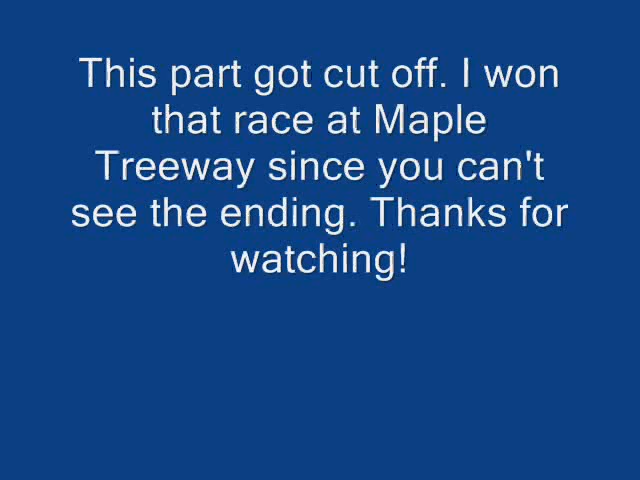 This part got cut off. I won
that race at Maple
Treeway since you can't
see the ending. Thanks for
watching!